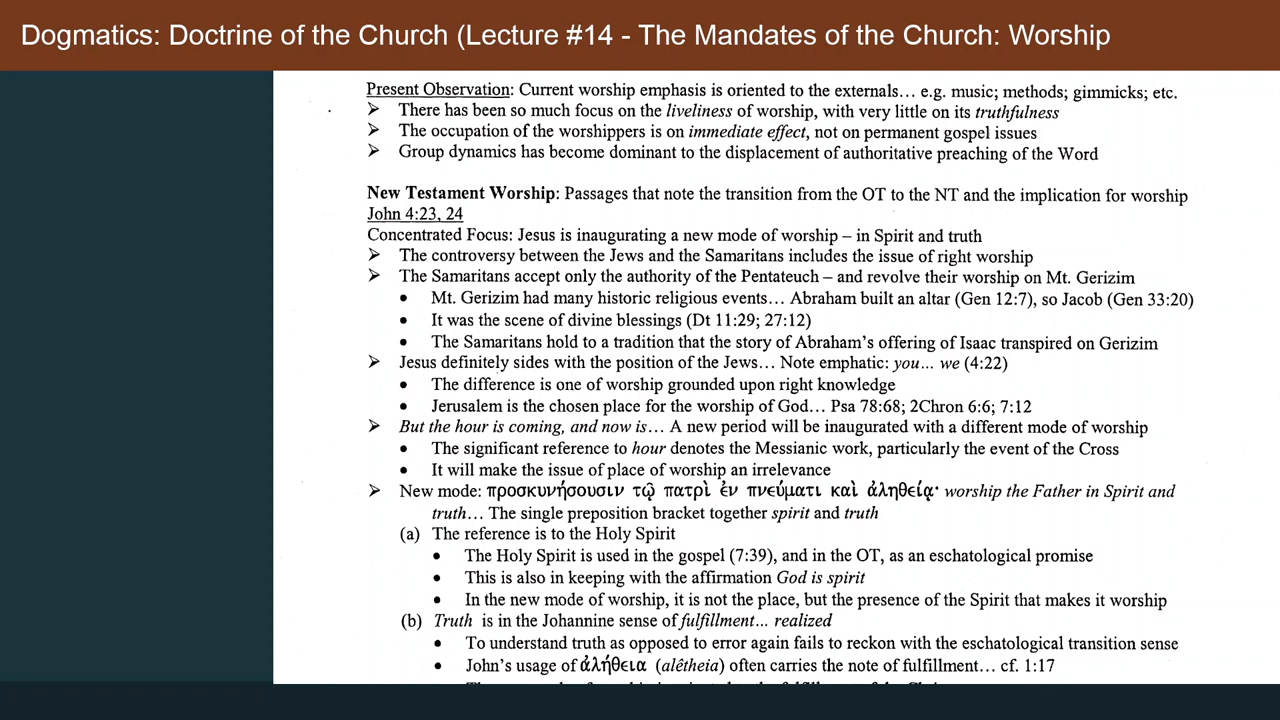 Dogmatics: Doctrine of the Church (Lecture #14 - The Mandates of the Church: Worship
Present Observation: Current worship emphasis is oriented to the externals… e.g. music; methods; gimmicks; etc.
➢ There has been so much focus on the liveliness of worship, with very little on its truthfulness
➢ The occupation of the worshippers is on immediate effect, not on permanent gospel issues
➢ Group dynamics has become dominant to the displacement of authoritative preaching of the Word
New Testament Worship: Passages that note the transition from the OT to the NT and the implication for worship
John 4:23, 24
Concentrated Focus: Jesus is inaugurating a new mode of worship – in Spirit and truth
➢ The controversy between the Jews and the Samaritans includes the issue of right worship
➢ The Samaritans accept only the authority of the Pentateuch – and revolve their worship on Mt. Gerizim
• Mt. Gerizim had many historic religious events… Abraham built an altar (Gen 12:7), so Jacob (Gen 33:20)
• It was the scene of divine blessings (Dt 11:29; 27:12)
• The Samaritans hold to a tradition that the story of Abraham's offering of Isaac transpired on Gerizim
➢ Jesus definitely sides with the position of the Jews… Note emphatic: you… we (4:22)
• The difference is one of worship grounded upon right knowledge
• Jerusalem is the chosen place for the worship of God… Psa 78:68; 2Chron 6:6; 7:12
➢ But the hour is coming, and now is… A new period will be inaugurated with a different mode of worship
• The significant reference to hour denotes the Messianic work, particularly the event of the Cross
• It will make the issue of place of worship an irrelevance
➢ New mode: προσκυνήσουσιν τῷ πατρὶ ἐν πνεύματι καὶ ἀληθείᾳ· worship the Father in Spirit and
truth… The single preposition bracket together spirit and truth
(a) The reference is to the Holy Spirit
• The Holy Spirit is used in the gospel (7:39), and in the OT, as an eschatological promise
• This is also in keeping with the affirmation God is spirit
• In the new mode of worship, it is not the place, but the presence of the Spirit that makes it worship
(b) Truth is in the Johannine sense of fulfillment… realized
• To understand truth as opposed to error again fails to reckon with the eschatological transition sense
• John's usage of ἀλήθεια (alêtheia) often carries the note of fulfillment… cf. 1:17